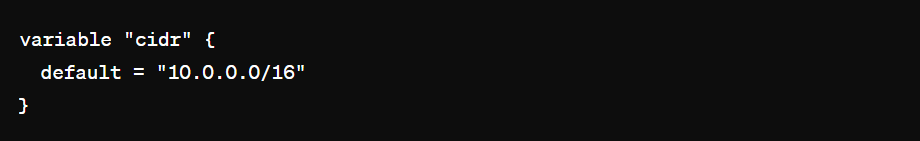 variable "cidr" {
  default = "10.0.0.0/16"
}